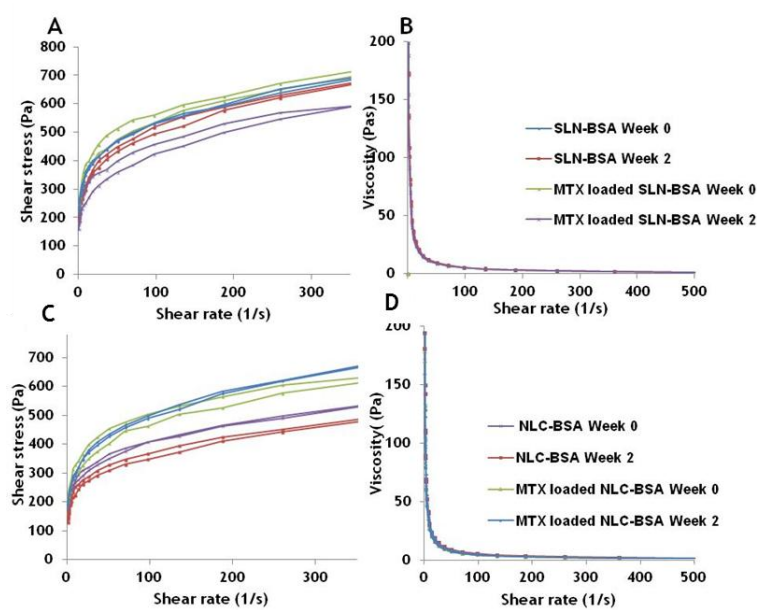 A
800
700
600
500
400
300
200
100
0
Shear stress (Pa)
0 100 200 300
Shear rate (1/s)
B
200
150
100
50
0
Viscosity (Pas)
SLN-BSA Week 0
SLN-BSA Week 2
MTX loaded SLN-BSA Week 0
MTX loaded SLN-BSA Week 2
0 100 200 300 400 500
Shear rate (1/s)
C
700
600
500
400
300
200
100
0
Shear stress (Pa)
0 100 200 300
Shear rate (1/s)
D
200
150
100
50
0
Viscosity( (Pas)
NLC-BSA Week 0
NLC-BSA Week 2
MTX loaded NLC-BSA Week 0
MTX loaded NLC-BSA Week 2
0 100 200 300 400 500
Shear rate (1/s)